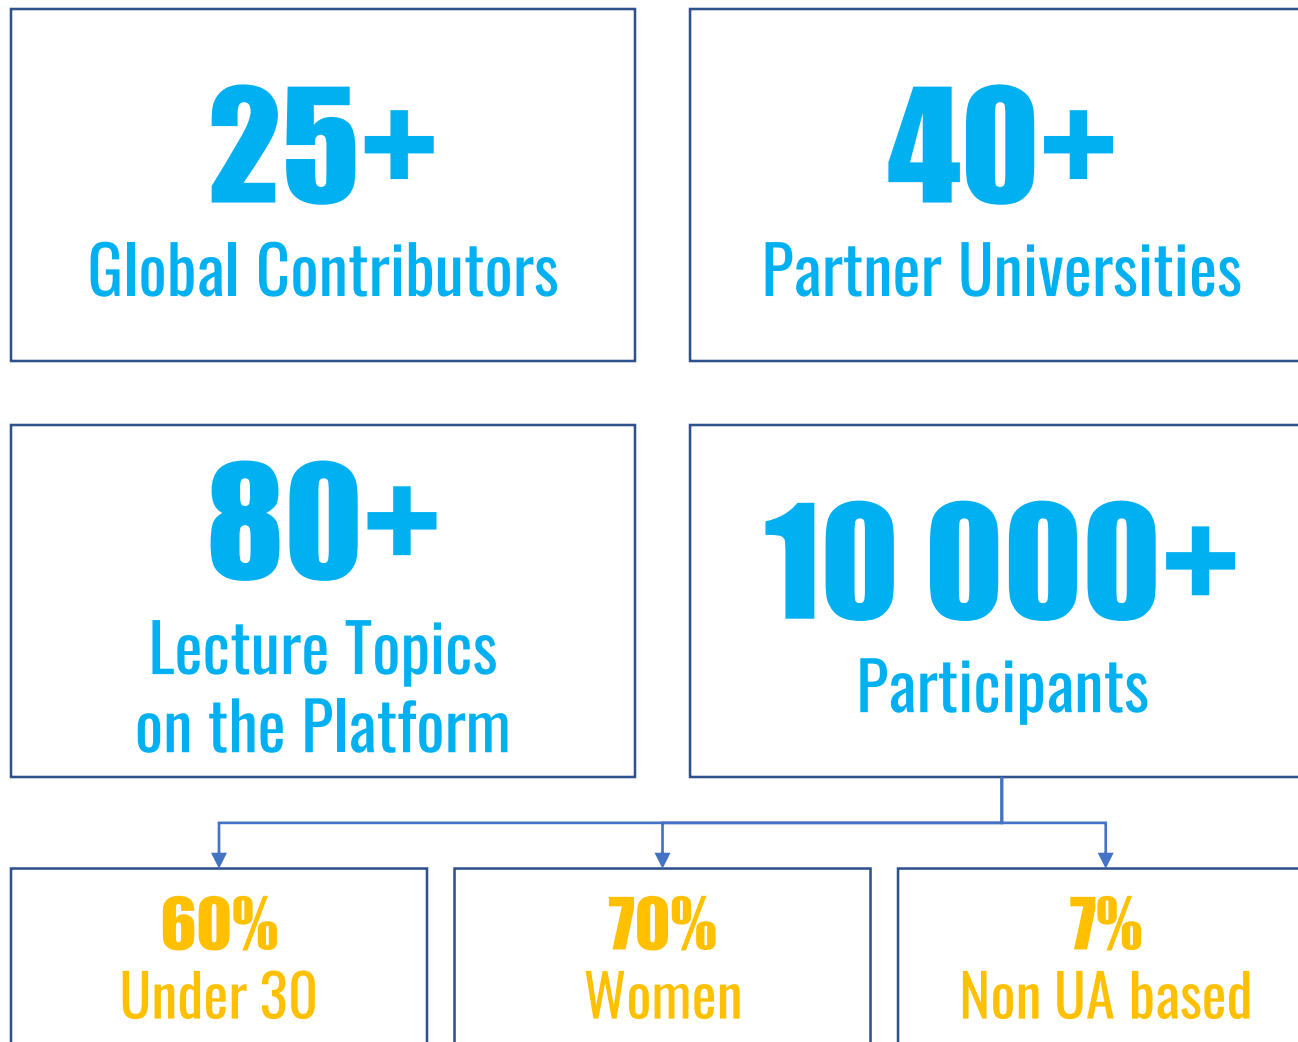 25+
Global Contributors
40+
Partner Universities
80+
Lecture Topics
on the Platform
10 000+
Participants
60%
Under 30
70%
Women
7%
Non UA based